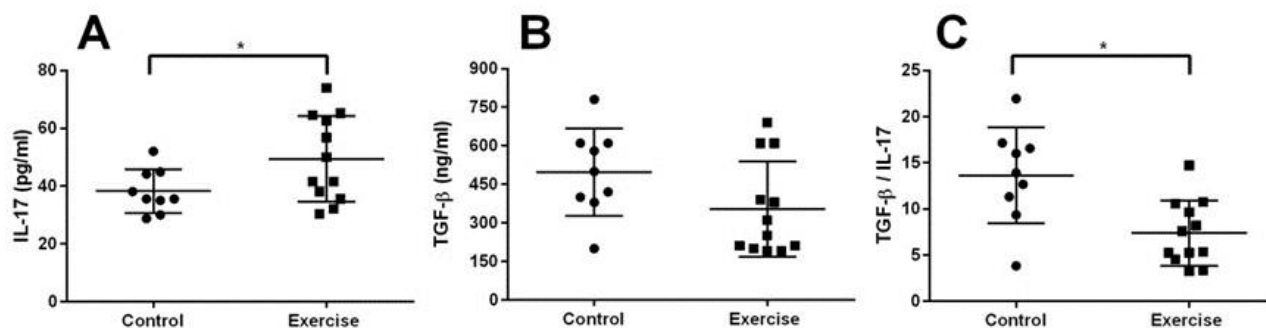 A
*
IL-17 (pg/ml)
80
60
40
20
0
Control Exercise
B
TGF-β (ng/ml)
900
750
600
450
300
150
0
Control Exercise
C
*
TGF-β / IL-17
25
20
15
10
5
0
Control Exercise